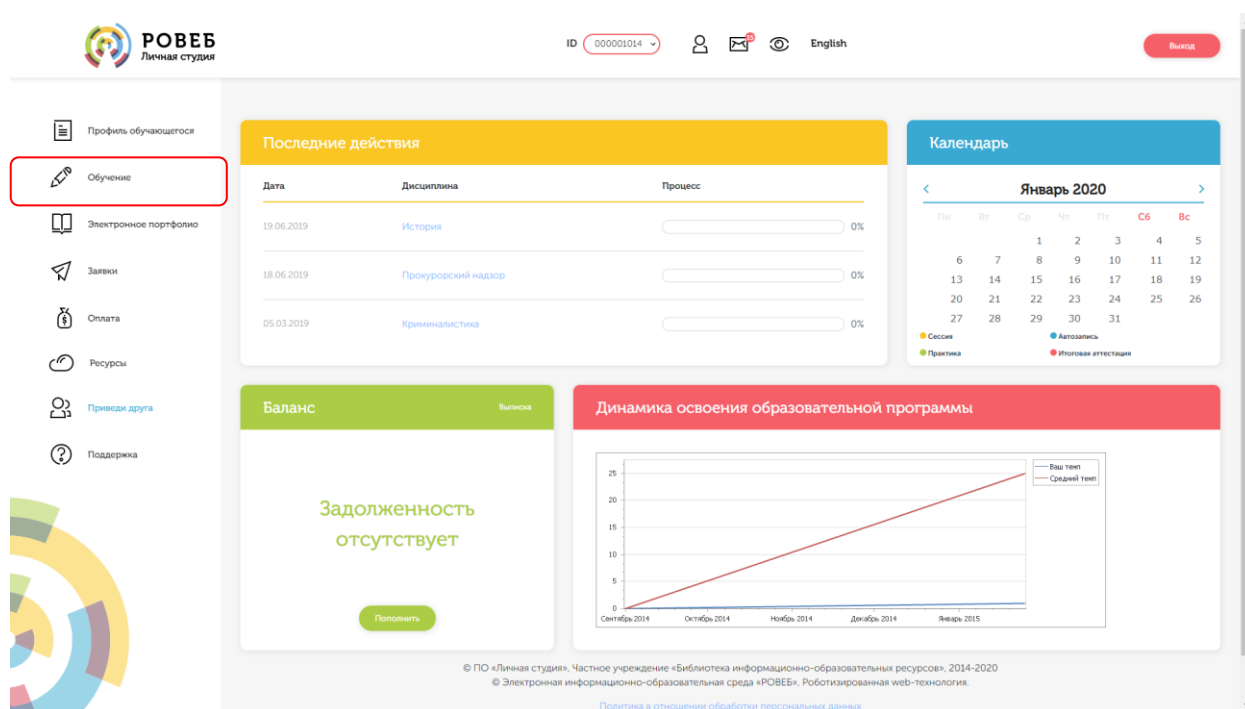 РОВЕБ
Личная студия
ID 000001014
English
Выход
Профиль обучающегося
Обучение
Электронное портфолио
Заявки
Оплата
Ресурсы
Приведи друга
Поддержка
Последние действия
Дата Дисциплина Процесс
19.06.2019 История 0%
18.06.2019 Прокурорский надзор 0%
05.03.2019 Криминалистика 0%
Календарь
Январь 2020
Пн Вт Ср Чт Пт Сб Вс
1 2 3 4 5
6 7 8 9 10 11 12
13 14 15 16 17 18 19
20 21 22 23 24 25 26
27 28 29 30 31
Сессия Автозапись
Практика Итоговая аттестация
Баланс Выписка
Задолженность
отсутствует
Пополнить
Динамика освоения образовательной программы
Ваш темп
Средний темп
25
20
15
10
5
0
Сентябрь 2014 Октябрь 2014 Ноябрь 2014 Декабрь 2014 Январь 2015
© ПО «Личная студия», Частное учреждение «Библиотека информационно-образовательных ресурсов», 2014-2020
© Электронная информационно-образовательная среда «РОВЕБ», Роботизированная web-технология.
Политика в отношении обработки персональных данных